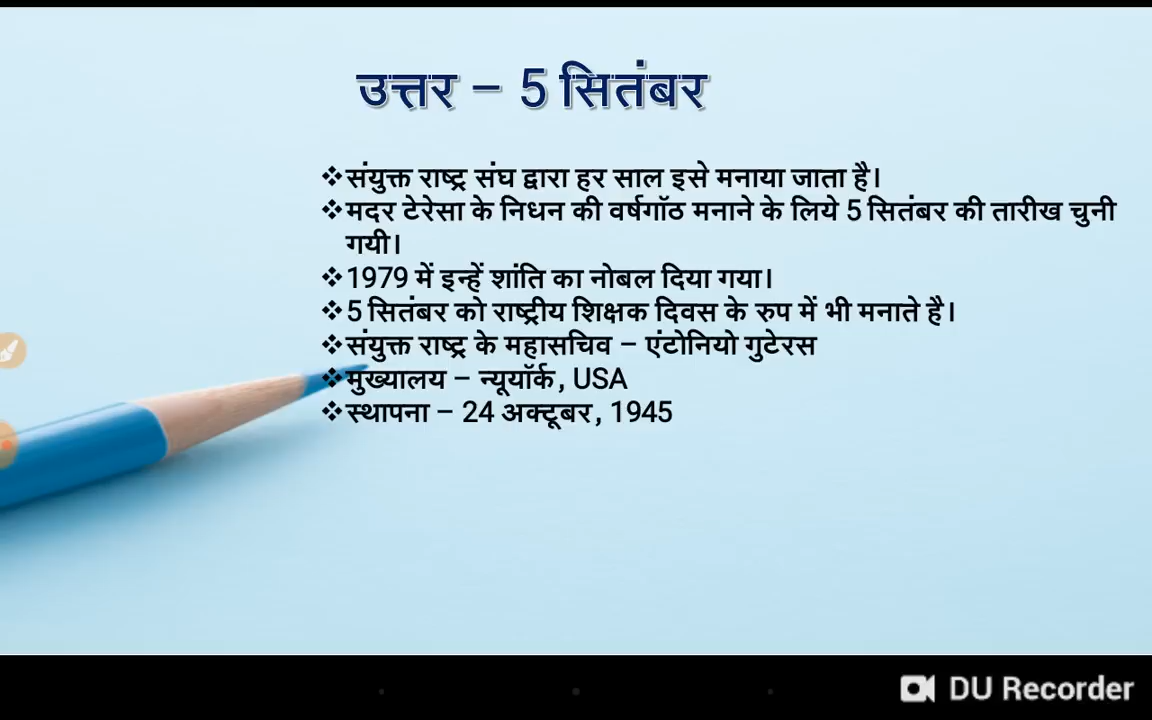 उत्तर – 5 सितंबर
❖संयुक्त राष्ट्र संघ द्वारा हर साल इसे मनाया जाता है।
❖मदर टेरेसा के निधन की वर्षगॉठ मनाने के लिये 5 सितंबर की तारीख चुनी
गयी।
❖1979 में इन्हें शांति का नोबल दिया गया।
❖5 सितंबर को राष्ट्रीय शिक्षक दिवस के रुप में भी मनाते है।
❖संयुक्त राष्ट्र के महासचिव – एंटोनियो गुटेरस
❖मुख्यालय – न्यूयॉर्क, USA
❖स्थापना – 24 अक्टूबर, 1945
DU Recorder